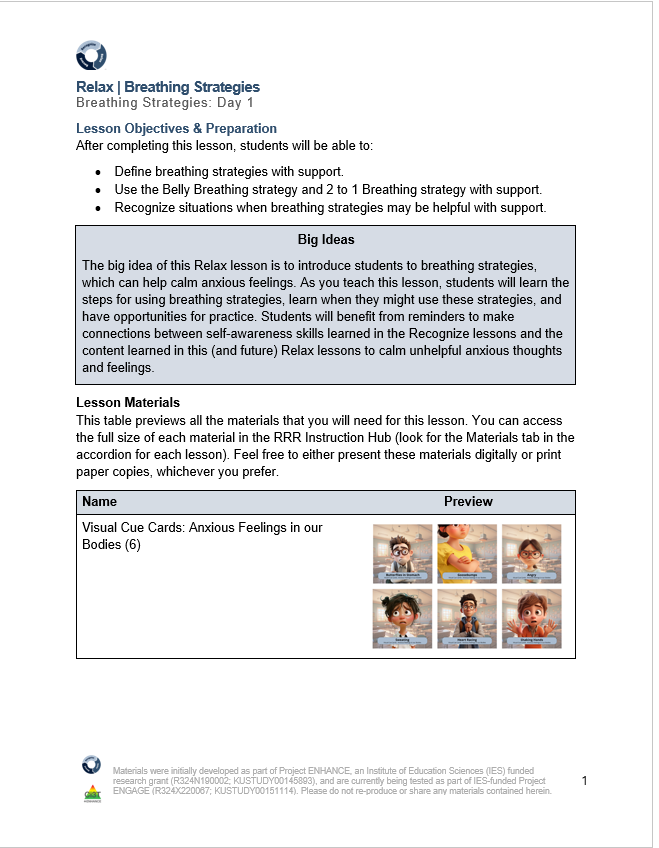 Relax | Breathing Strategies
Breathing Strategies: Day 1
Lesson Objectives & Preparation
After completing this lesson, students will be able to:
• Define breathing strategies with support.
• Use the Belly Breathing strategy and 2 to 1 Breathing strategy with support.
• Recognize situations when breathing strategies may be helpful with support.
Big Ideas
The big idea of this Relax lesson is to introduce students to breathing strategies,
which can help calm anxious feelings. As you teach this lesson, students will learn the
steps for using breathing strategies, learn when they might use these strategies, and
have opportunities for practice. Students will benefit from reminders to make
connections between self-awareness skills learned in the Recognize lessons and the
content learned in this (and future) Relax lessons to calm unhelpful anxious thoughts
and feelings.
Lesson Materials
This table previews all the materials that you will need for this lesson. You can access
the full size of each material in the RRR Instruction Hub (look for the Materials tab in the
accordion for each lesson). Feel free to either present these materials digitally or print
paper copies, whichever you prefer.
Name Preview
Visual Cue Cards: Anxious Feelings in our
Bodies (6)
Butterflies in Stomach
Goosebumps
Angry
Sweating
Heart Racing
Shaking Hands
Materials were initially developed as part of Project ENHANCE, an Institute of Education Sciences (IES) funded
research grant (R324N190002; KUSTUDY00145893), and are currently being tested as part of IES-funded Project
ENGAGE (R324X220067; KUSTUDY00151114). Please do not re-produce or share any materials contained herein.
1